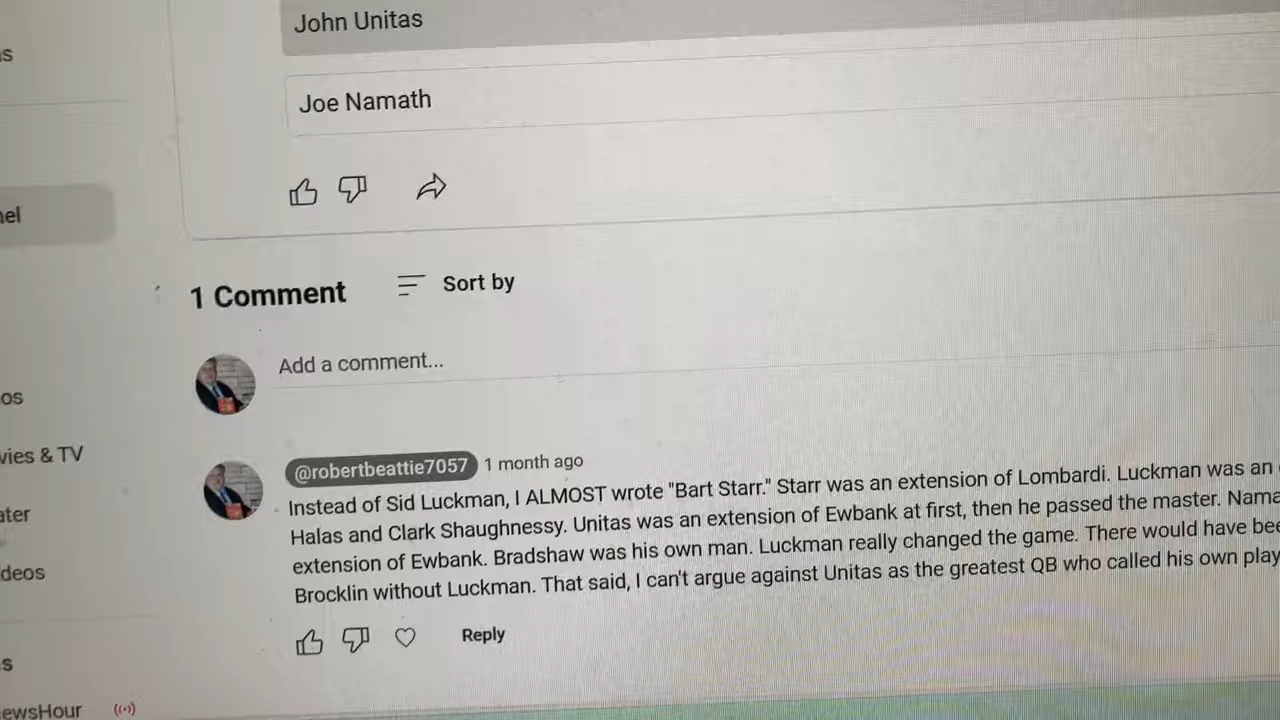 John Unitas
Joe Namath
1 Comment
Sort by
Add a comment...
@robertbeattie7057 1 month ago
Instead of Sid Luckman, I ALMOST wrote "Bart Starr." Starr was an extension of Lombardi. Luckman was an
Halas and Clark Shaughnessy. Unitas was an extension of Ewbank at first, then he passed the master. Nama
extension of Ewbank. Bradshaw was his own man. Luckman really changed the game. There would have bee
Brocklin without Luckman. That said, I can't argue against Unitas as the greatest QB who called his own play
Reply
s
nel
os
vies & TV
ater
deos
s
ewsHour